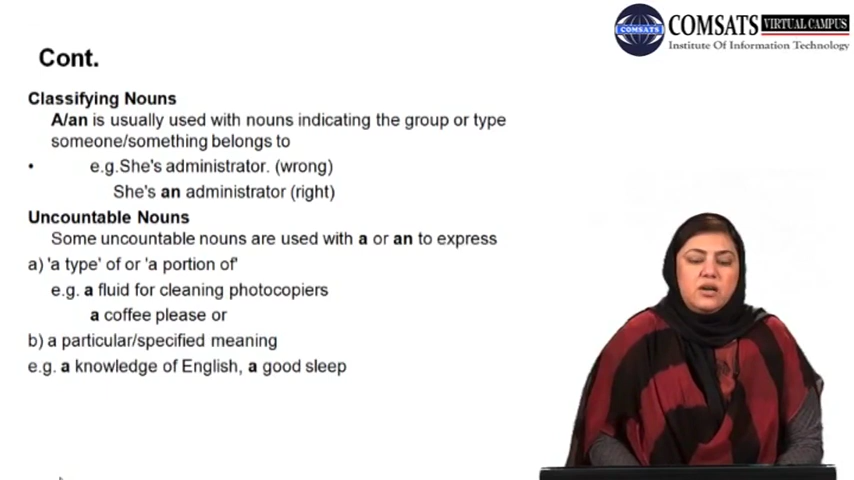 COMSATS VIRTUAL CAMPUS
COMSATS
Institute Of Information Technology
Cont.
Classifying Nouns
A/an is usually used with nouns indicating the group or type
someone/something belongs to
• e.g.She's administrator. (wrong)
She's an administrator (right)
Uncountable Nouns
Some uncountable nouns are used with a or an to express
a) 'a type' of or 'a portion of'
e.g. a fluid for cleaning photocopiers
a coffee please or
b) a particular/specified meaning
e.g. a knowledge of English, a good sleep